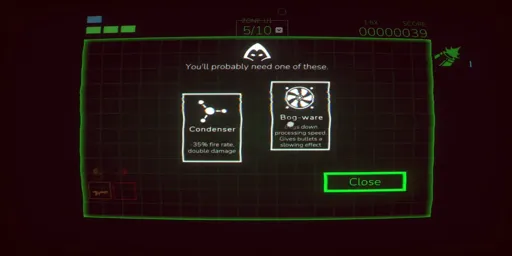 ZONE 01
5/10
SCORE
00000039
You'll probably need one of these.
Condenser
-35% fire rate,
double damage
Bog-ware
down
processing speed.
Gives bullets a
slowing effect
Close
1